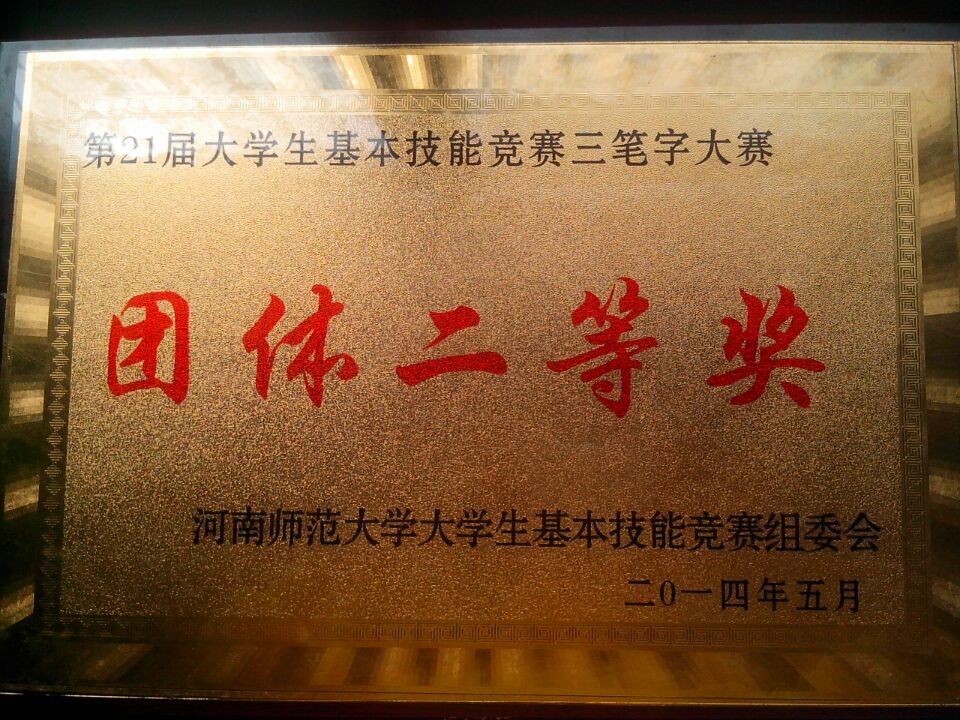 第21届大学生基本技能竞赛三笔字大赛
团体二等奖
河南师范大学大学生基本技能竞赛组委会
二0一四年五月